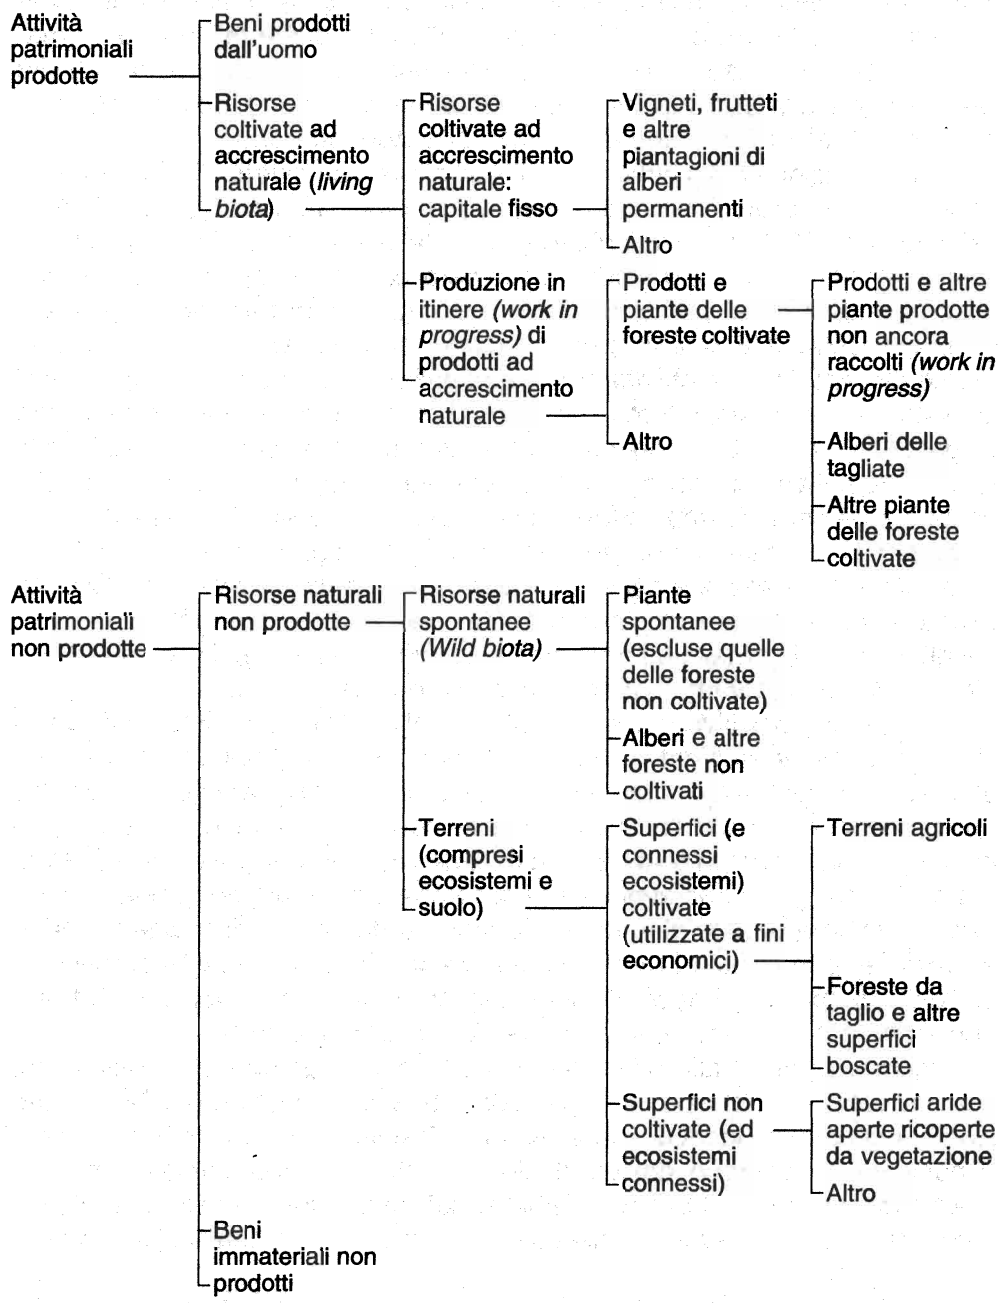 Attività
patrimoniali
prodotte
Beni prodotti
dall'uomo
Risorse
coltivate ad
accrescimento
naturale (living
biota)
Risorse
coltivate ad
accrescimento
naturale:
capitale fisso
Vigneti, frutteti
e altre
piantagioni di
alberi
permanenti
Altro
Produzione in
itinere (work in
progress) di
prodotti ad
accrescimento
naturale
Prodotti e
piante delle
foreste coltivate
Prodotti e altre
piante prodotte
non ancora
raccolti (work in
progress)
Alberi delle
tagliate
Altre piante
delle foreste
coltivate
Altro
Attività
patrimoniali
non prodotte
Risorse naturali
non prodotte
Risorse naturali
spontanee
(Wild biota)
Piante
spontanee
(escluse quelle
delle foreste
non coltivate)
Alberi e altre
foreste non
coltivati
Terreni
(compresi
ecosistemi e
suolo)
Superfici (e
connessi
ecosistemi)
coltivate
(utilizzate a fini
economici)
Terreni agricoli
Foreste da
taglio e altre
superfici
boscate
Superfici non
coltivate (ed
ecosistemi
connessi)
Superfici aride
aperte ricoperte
da vegetazione
Altro
Beni
immateriali non
prodotti